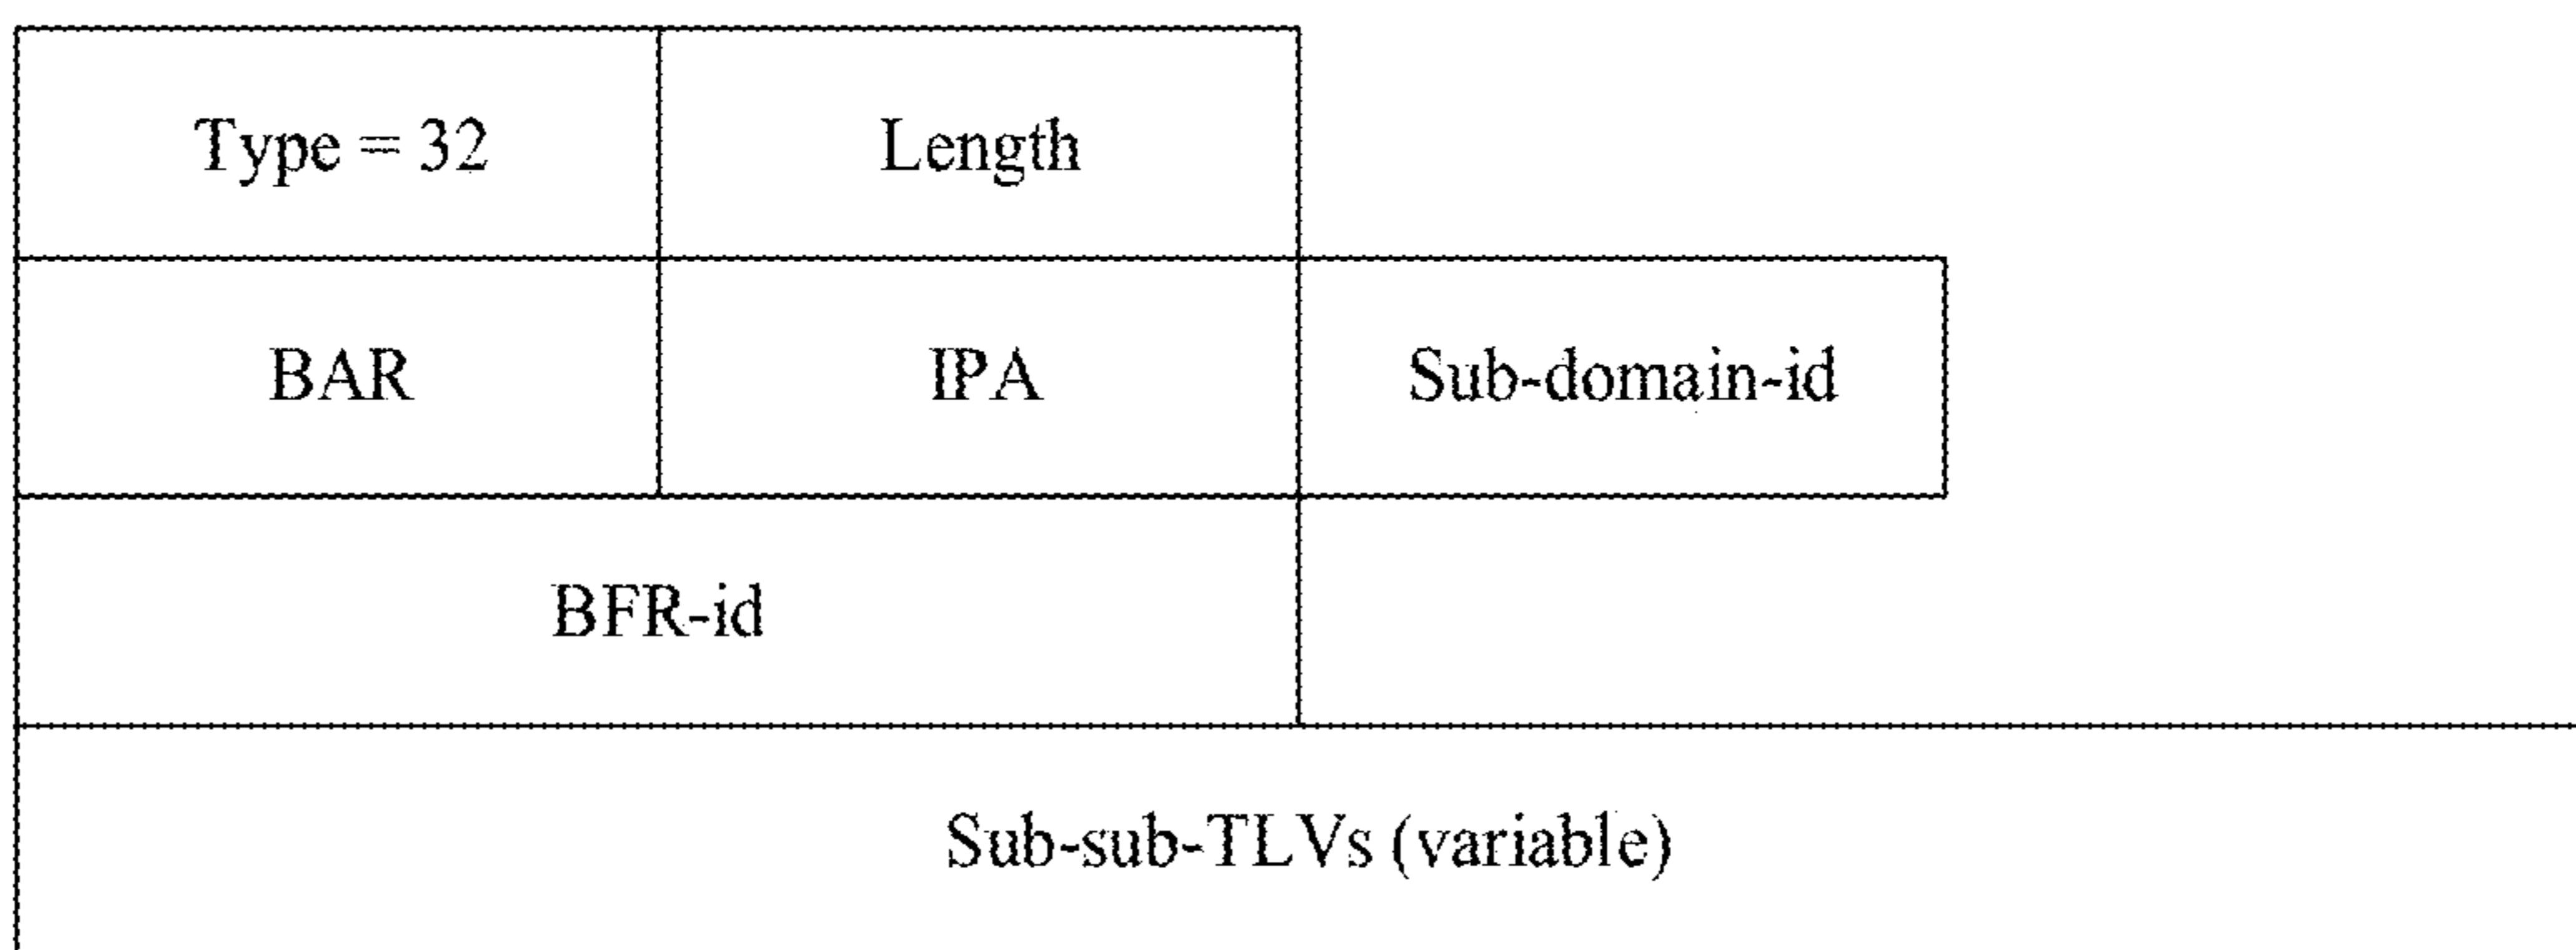 Type = 32 Length
BAR IPA Sub-domain-id
BFR-id
Sub-sub-TLVs (variable)